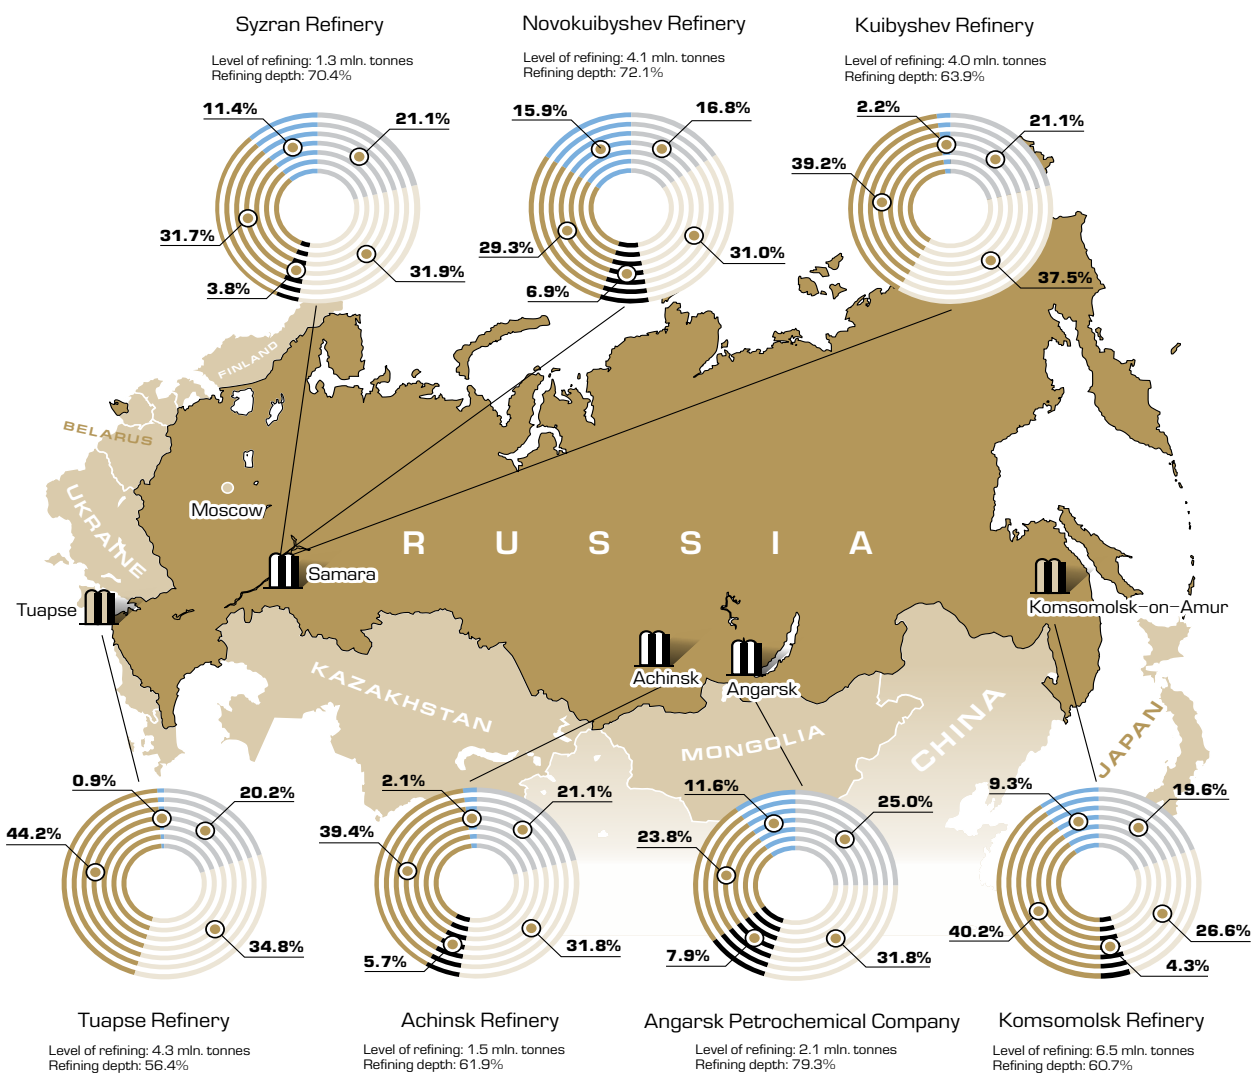 Syzran Refinery
Level of refining: 1.3 mln. tonnes
Refining depth: 70.4%
11.4%
21.1%
31.7%
31.9%
3.8%
Novokuibyshev Refinery
Level of refining: 4.1 mln. tonnes
Refining depth: 72.1%
15.9%
16.8%
29.3%
31.0%
6.9%
Kuibyshev Refinery
Level of refining: 4.0 mln. tonnes
Refining depth: 63.9%
2.2%
21.1%
39.2%
37.5%
FINLAND
BELARUS
UKRAINE
Moscow
RUSSIA
Samara
Tuapse
Komsomolsk-on-Amur
Achinsk
Angarsk
KAZAKHSTAN
MONGOLIA
CHINA
JAPAN
0.9%
20.2%
44.2%
34.8%
Tuapse Refinery
Level of refining: 4.3 mln. tonnes
Refining depth: 56.4%
2.1%
21.1%
39.4%
31.8%
5.7%
Achinsk Refinery
Level of refining: 1.5 mln. tonnes
Refining depth: 61.9%
11.6%
25.0%
23.8%
31.8%
7.9%
Angarsk Petrochemical Company
Level of refining: 2.1 mln. tonnes
Refining depth: 79.3%
9.3%
19.6%
40.2%
26.6%
4.3%
Komsomolsk Refinery
Level of refining: 6.5 mln. tonnes
Refining depth: 60.7%